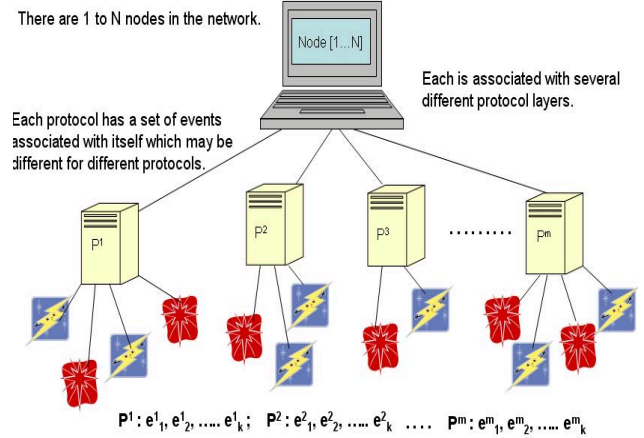 There are 1 to N nodes in the network.
Node [1...N]
Each is associated with several
different protocol layers.
Each protocol has a set of events
associated with itself which may be
different for different protocols.
P¹
P²
P³
.........
Pᵐ
P¹ : e¹₁, e¹₂, ..... e¹ₖ ; P² : e²₁, e²₂, ..... e²ₖ .... Pᵐ : eᵐ₁, eᵐ₂, ..... eᵐₖ